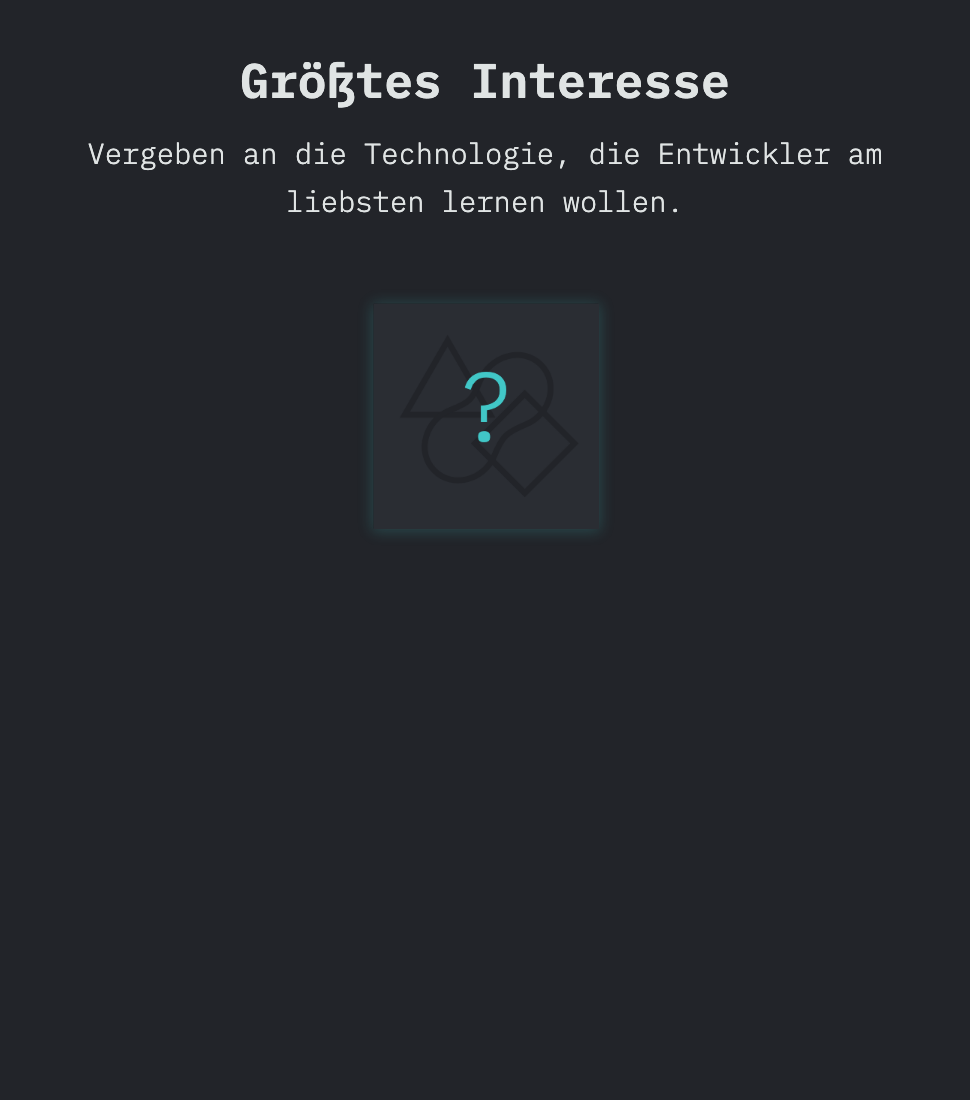 Größtes Interesse
Vergeben an die Technologie, die Entwickler am
liebsten lernen wollen.
?